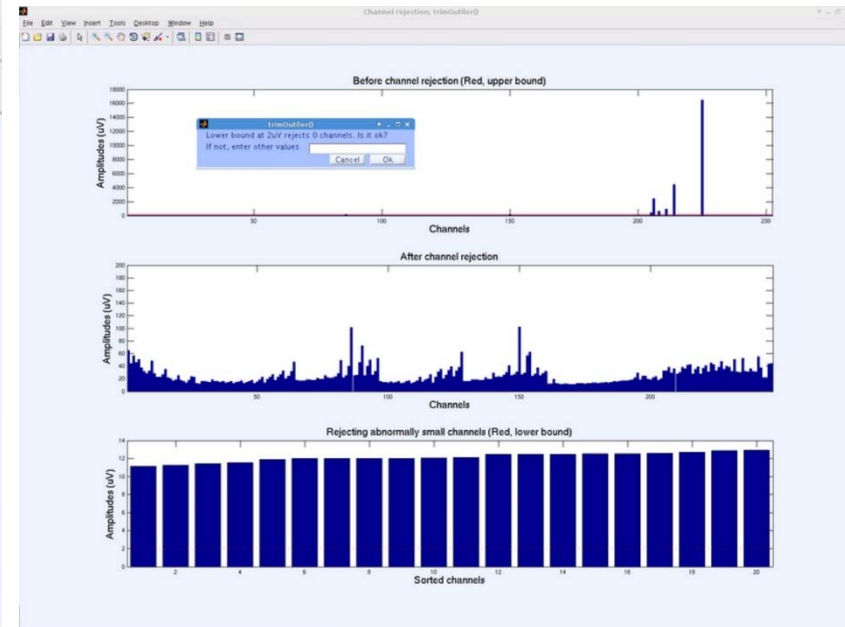 Channel rejection; trimOutlier()
File Edit View Insert Tools Desktop Window Help
Before channel rejection (Red, upper bound)
Amplitudes (uV)
18000
16000
14000
12000
10000
8000
6000
4000
2000
0
50 100 150 200 250
Channels
trimOutlier()
Lower bound at 2uV rejects 0 channels. Is it ok?
If not, enter other values
Cancel Ok
After channel rejection
Amplitudes (uV)
200
180
160
140
120
100
80
60
40
20
0
50 100 150 200
Channels
Rejecting abnormally small channels (Red, lower bound)
Amplitudes (uV)
14
12
10
8
6
4
2
0
2 4 6 8 10 12 14 16 18 20
Sorted channels